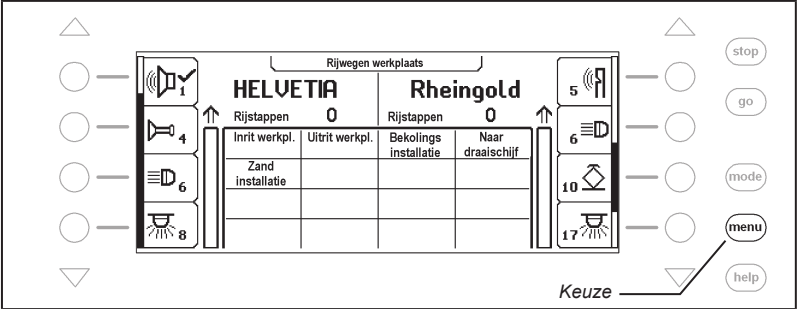 stop
Rijwegen werkplaats
1 HELVETIA Rheingold 5
go
4 Rijstappen 0 Rijstappen 0 6
Inrit werkpl. Uitrit werkpl. Bekolings installatie Naar draaischijf
6 Zand installatie 10
mode
8 17
menu
help
Keuze